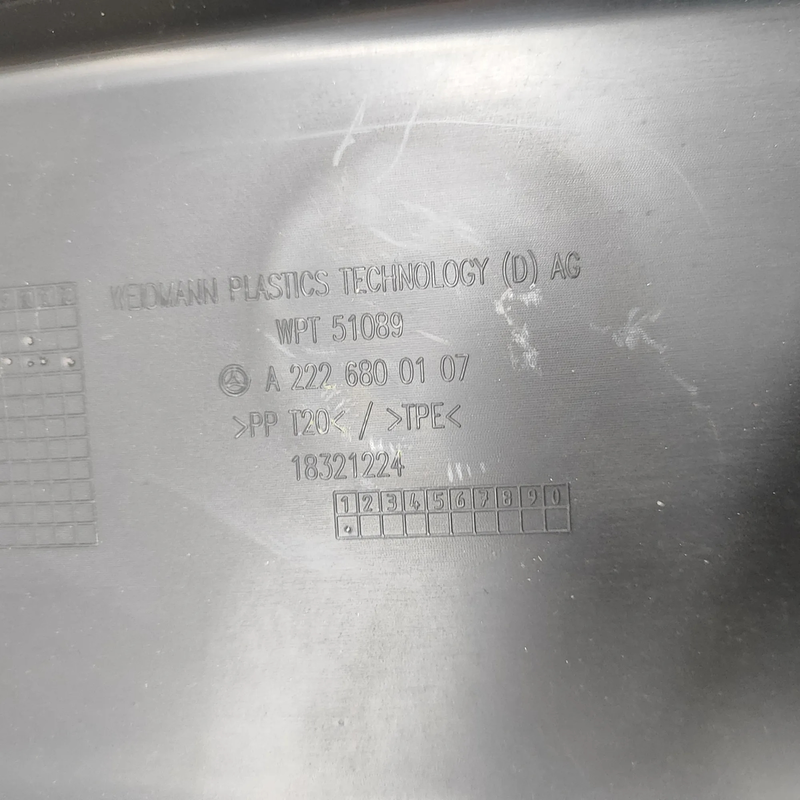 WEIDMANN PLASTICS TECHNOLOGY (D) AG
WPT 51089
A 222 680 01 07
>PP T20< / >TPE<
18321224
1 2 3 4 5 6 7 8 9 0